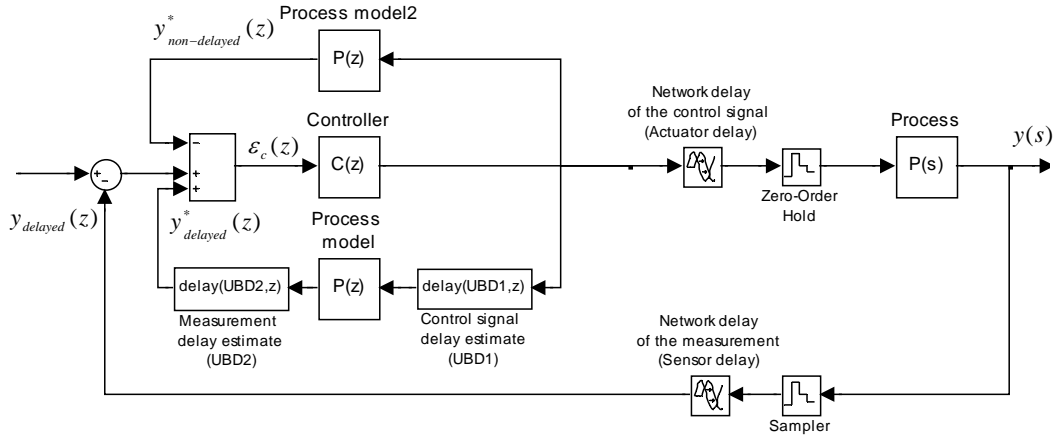 Process model2
y*non-delayed(z)
P(z)
Network delay
of the control signal
(Actuator delay)
Controller
Process
y(s)
−
εc(z)
C(z)
P(s)
+
−
+
+
Zero-Order
Hold
ydelayed(z)
y*delayed(z)
Process
model
delay(UBD2,z)
P(z)
delay(UBD1,z)
Measurement
delay estimate
(UBD2)
Control signal
delay estimate
(UBD1)
Network delay
of the measurement
(Sensor delay)
Sampler